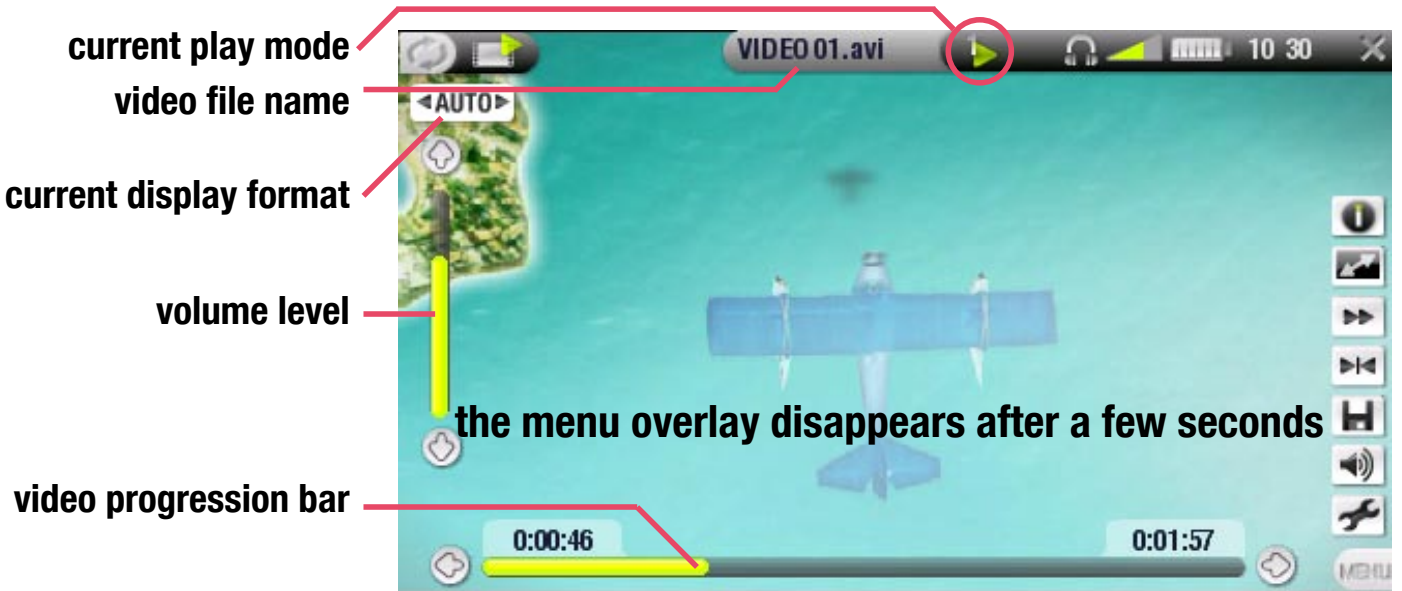 current play mode
VIDEO 01.avi
1
10 30
video file name
AUTO
current display format
volume level
the menu overlay disappears after a few seconds
video progression bar
0:00:46
0:01:57
MENU